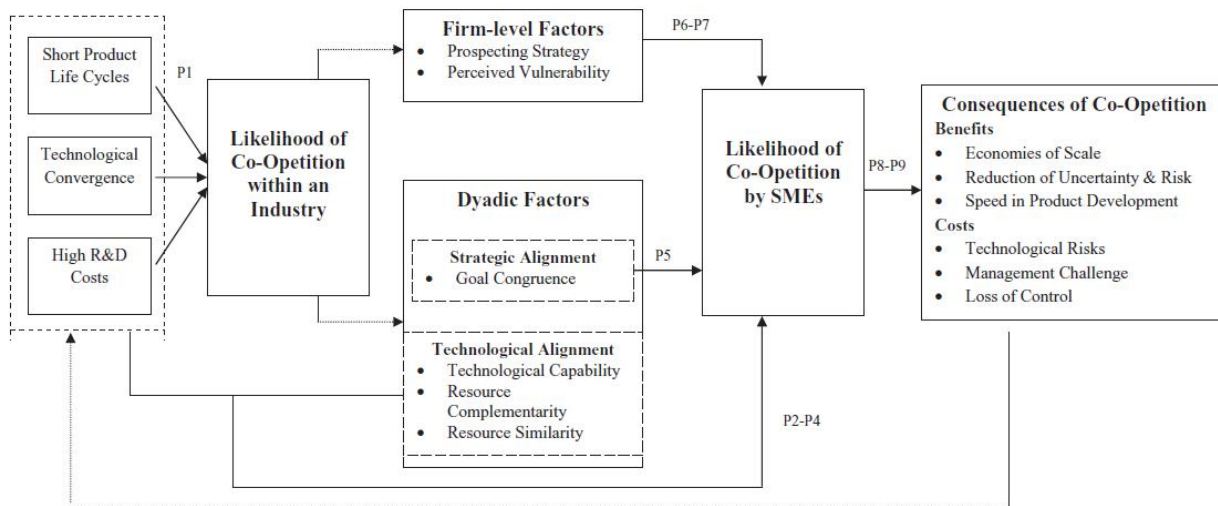 Short Product
Life Cycles
Technological
Convergence
High R&D
Costs
P1
Likelihood of
Co-Opetition
within an
Industry
Firm-level Factors
• Prospecting Strategy
• Perceived Vulnerability
P6-P7
Dyadic Factors
Strategic Alignment
• Goal Congruence
P5
Technological Alignment
• Technological Capability
• Resource
Complementarity
• Resource Similarity
P2-P4
Likelihood of
Co-Opetition
by SMEs
P8-P9
Consequences of Co-Opetition
Benefits
• Economies of Scale
• Reduction of Uncertainty & Risk
• Speed in Product Development
Costs
• Technological Risks
• Management Challenge
• Loss of Control